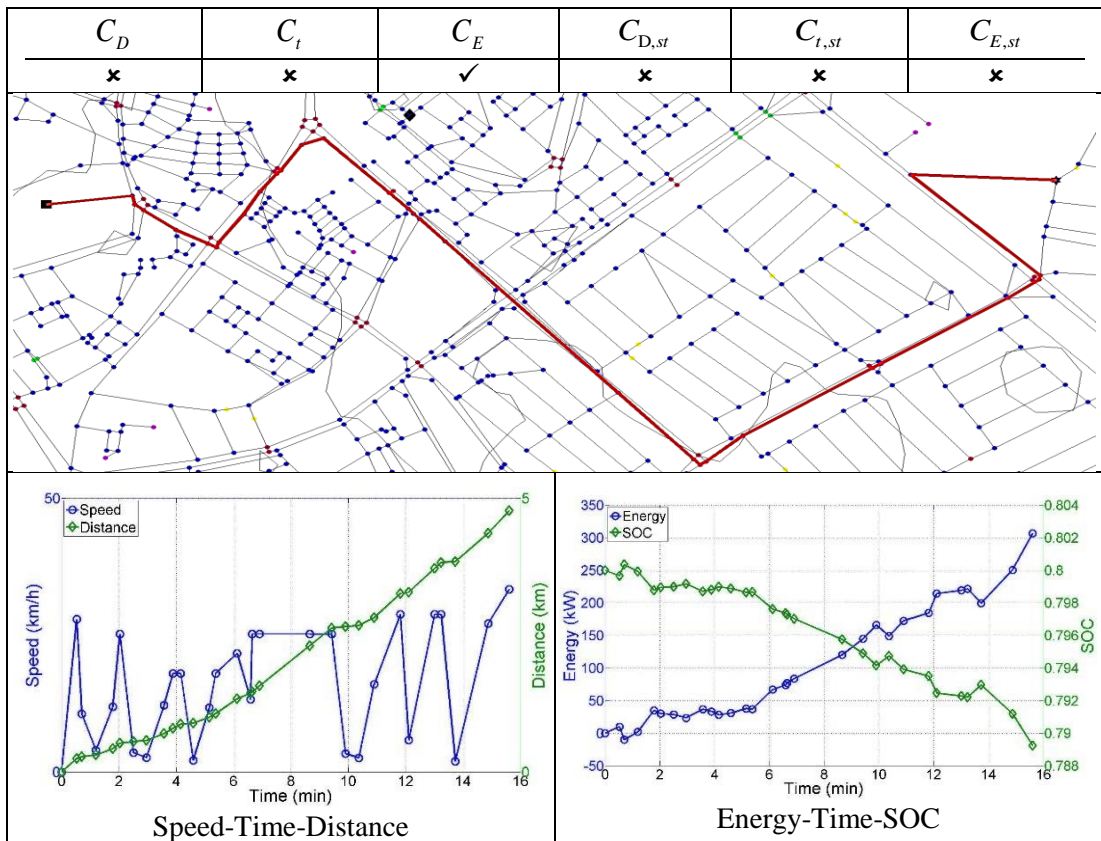 C_D C_t C_E C_{D,st} C_{t,st} C_{E,st}
✘ ✘ ✓ ✘ ✘ ✘
50
Speed
Distance
5
Speed (km/h)
Distance (km)
0
0
0 2 4 6 8 10 12 14 16
Time (min)
Speed-Time-Distance
350
300
250
200
150
100
50
0
-50
Energy
SOC
0.804
0.802
0.8
0.798
0.796
0.794
0.792
0.79
0.788
Energy (kW)
SOC
0 2 4 6 8 10 12 14 16
Time (min)
Energy-Time-SOC